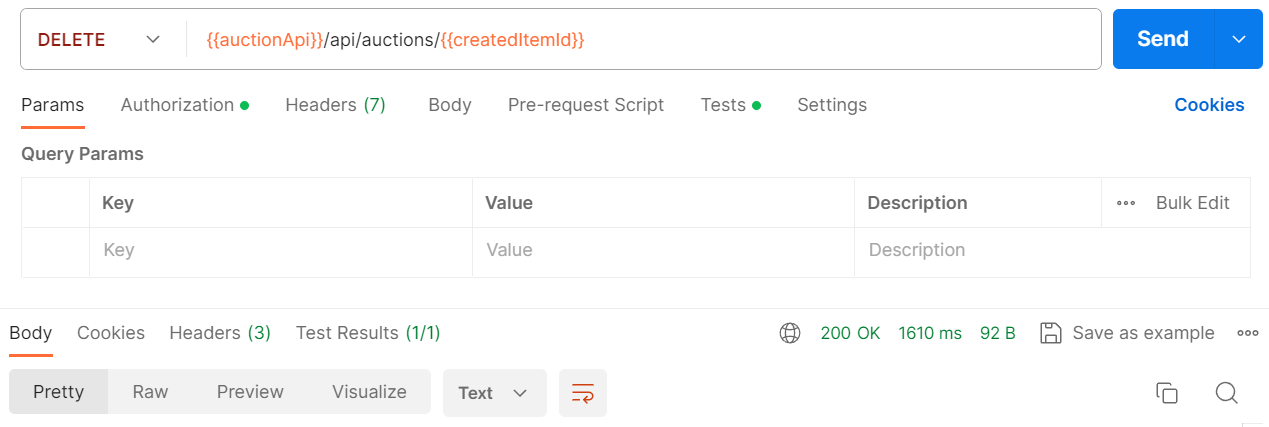 DELETE {{auctionApi}}/api/auctions/{{createdItemId}} Send
Params Authorization Headers (7) Body Pre-request Script Tests Settings Cookies
Query Params
Key Value Description Bulk Edit
Key Value Description
Body Cookies Headers (3) Test Results (1/1) 200 OK 1610 ms 92 B Save as example
Pretty Raw Preview Visualize Text